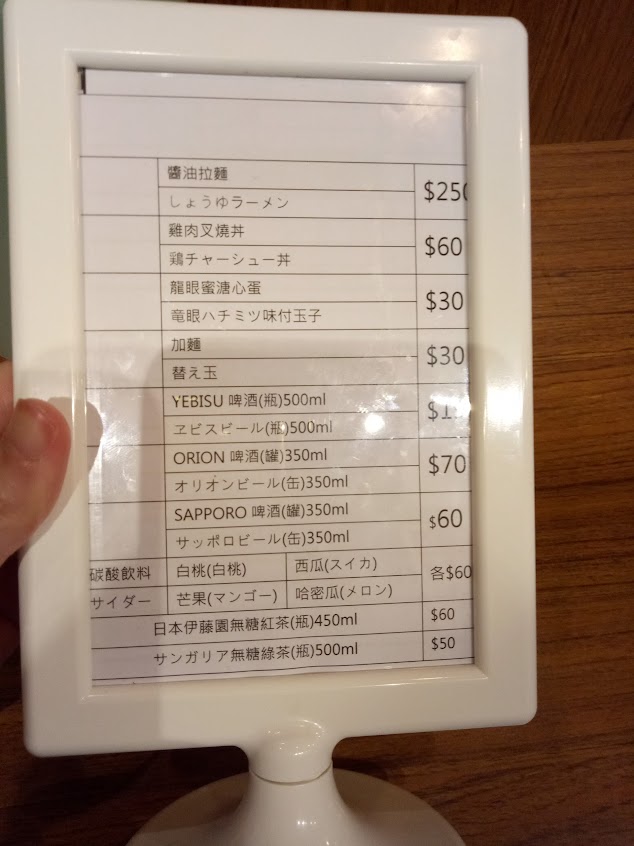 醬油拉麵
しょうゆラーメン
$250
雞肉叉燒丼
鶏チャーシュー丼
$60
龍眼蜜溏心蛋
竜眼ハチミツ味付玉子
$30
加麵
替え玉
$30
YEBISU 啤酒(瓶)500ml
ヱビスビール(瓶)500ml
ORION 啤酒(罐)350ml
オリオンビール(缶)350ml
$70
SAPPORO 啤酒(罐)350ml
サッポロビール(缶)350ml
$60
碳酸飲料 白桃(白桃) 西瓜(スイカ)
サイダー 芒果(マンゴー) 哈密瓜(メロン)
各$60
日本伊藤園無糖紅茶(瓶)450ml $60
サンガリア無糖綠茶(瓶)500ml $50